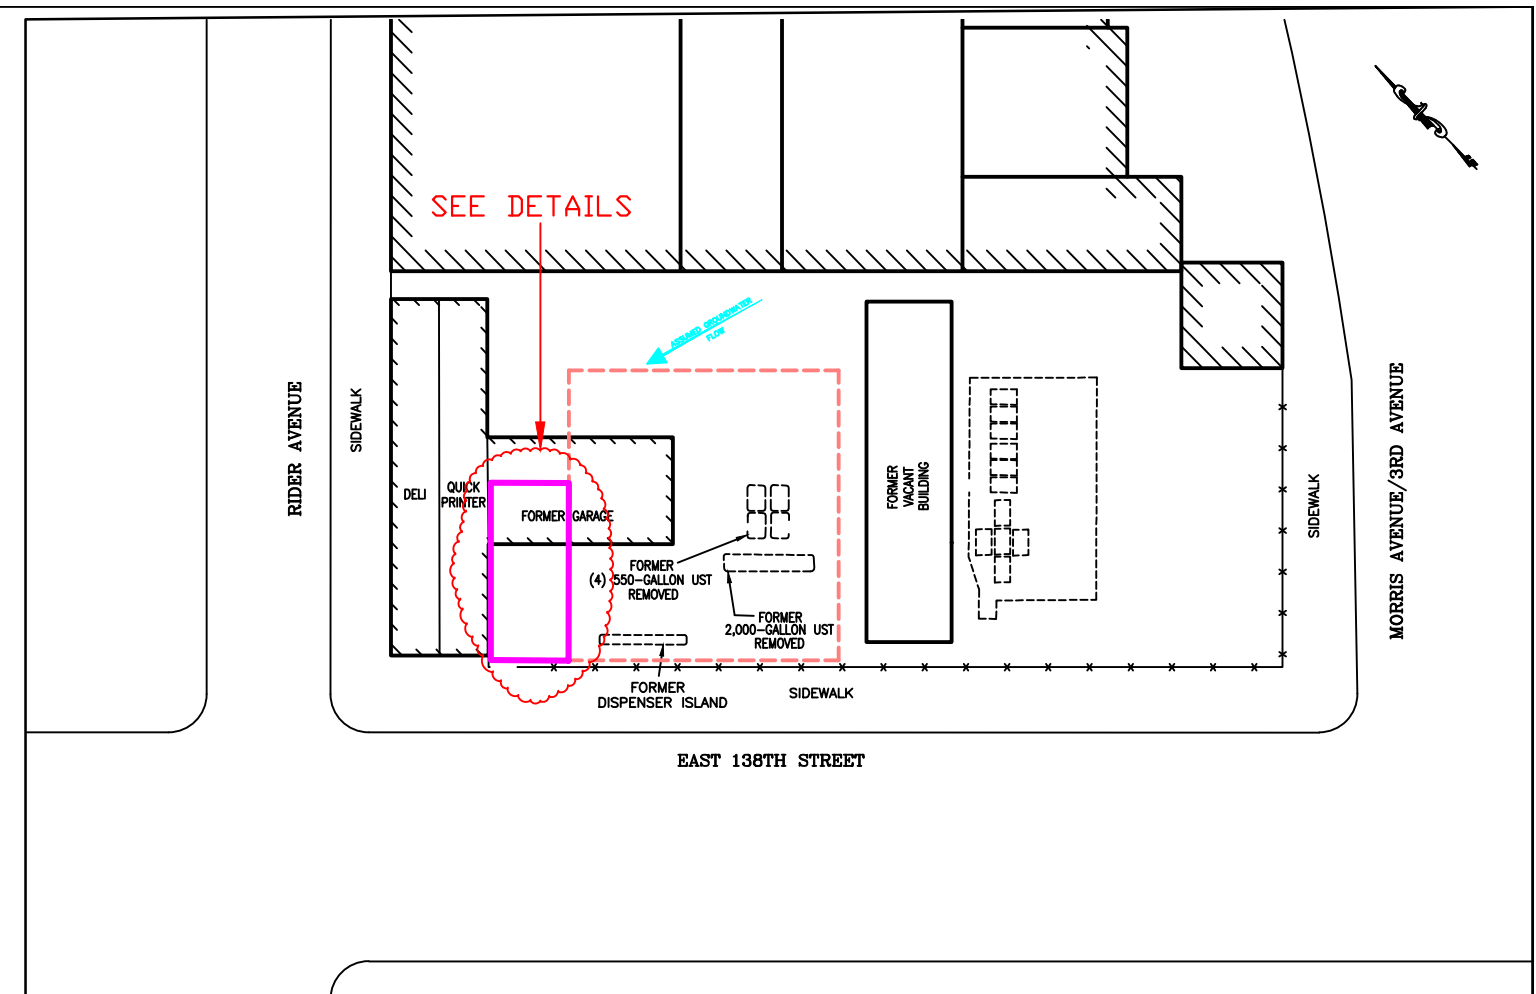 SEE DETAILS
ASSUMED GROUNDWATER
FLOW
RIDER AVENUE
SIDEWALK
DELI
QUICK
PRINTER
FORMER GARAGE
FORMER
(4) 550-GALLON UST
REMOVED
FORMER
2,000-GALLON UST
REMOVED
FORMER
VACANT
BUILDING
FORMER
DISPENSER ISLAND
SIDEWALK
SIDEWALK
MORRIS AVENUE/3RD AVENUE
EAST 138TH STREET